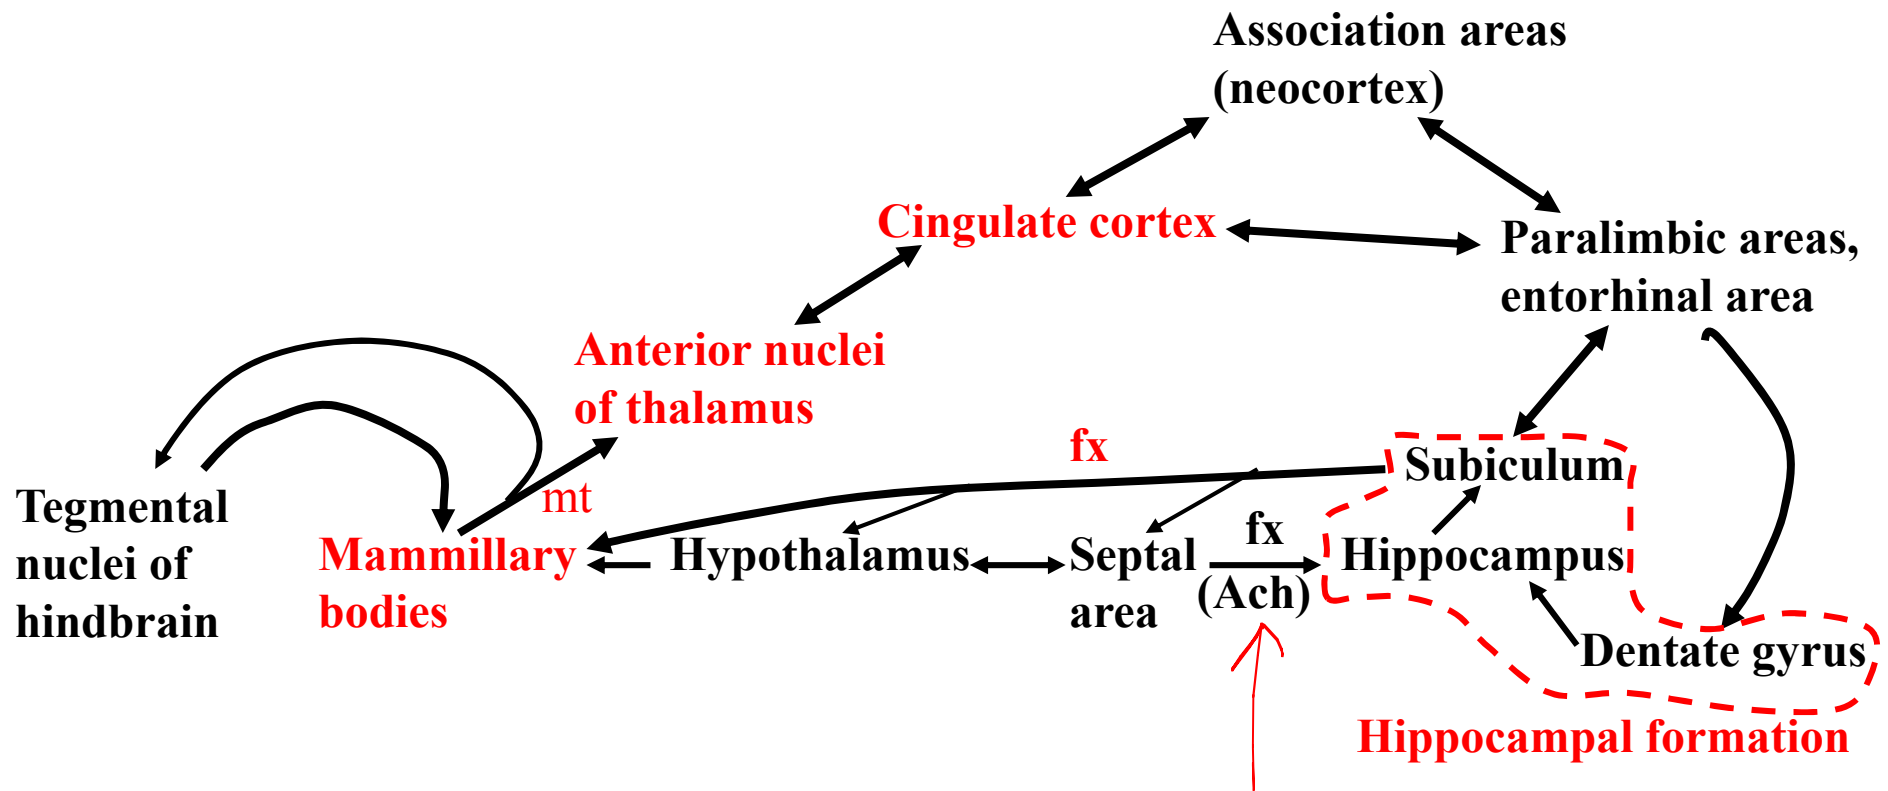 Association areas
(neocortex)
Cingulate cortex
Paralimbic areas,
entorhinal area
Anterior nuclei
of thalamus
fx
Subiculum
mt
Tegmental
nuclei of
hindbrain
Mammillary
bodies
Hypothalamus
Septal
area
fx
(Ach)
Hippocampus
Dentate gyrus
Hippocampal formation